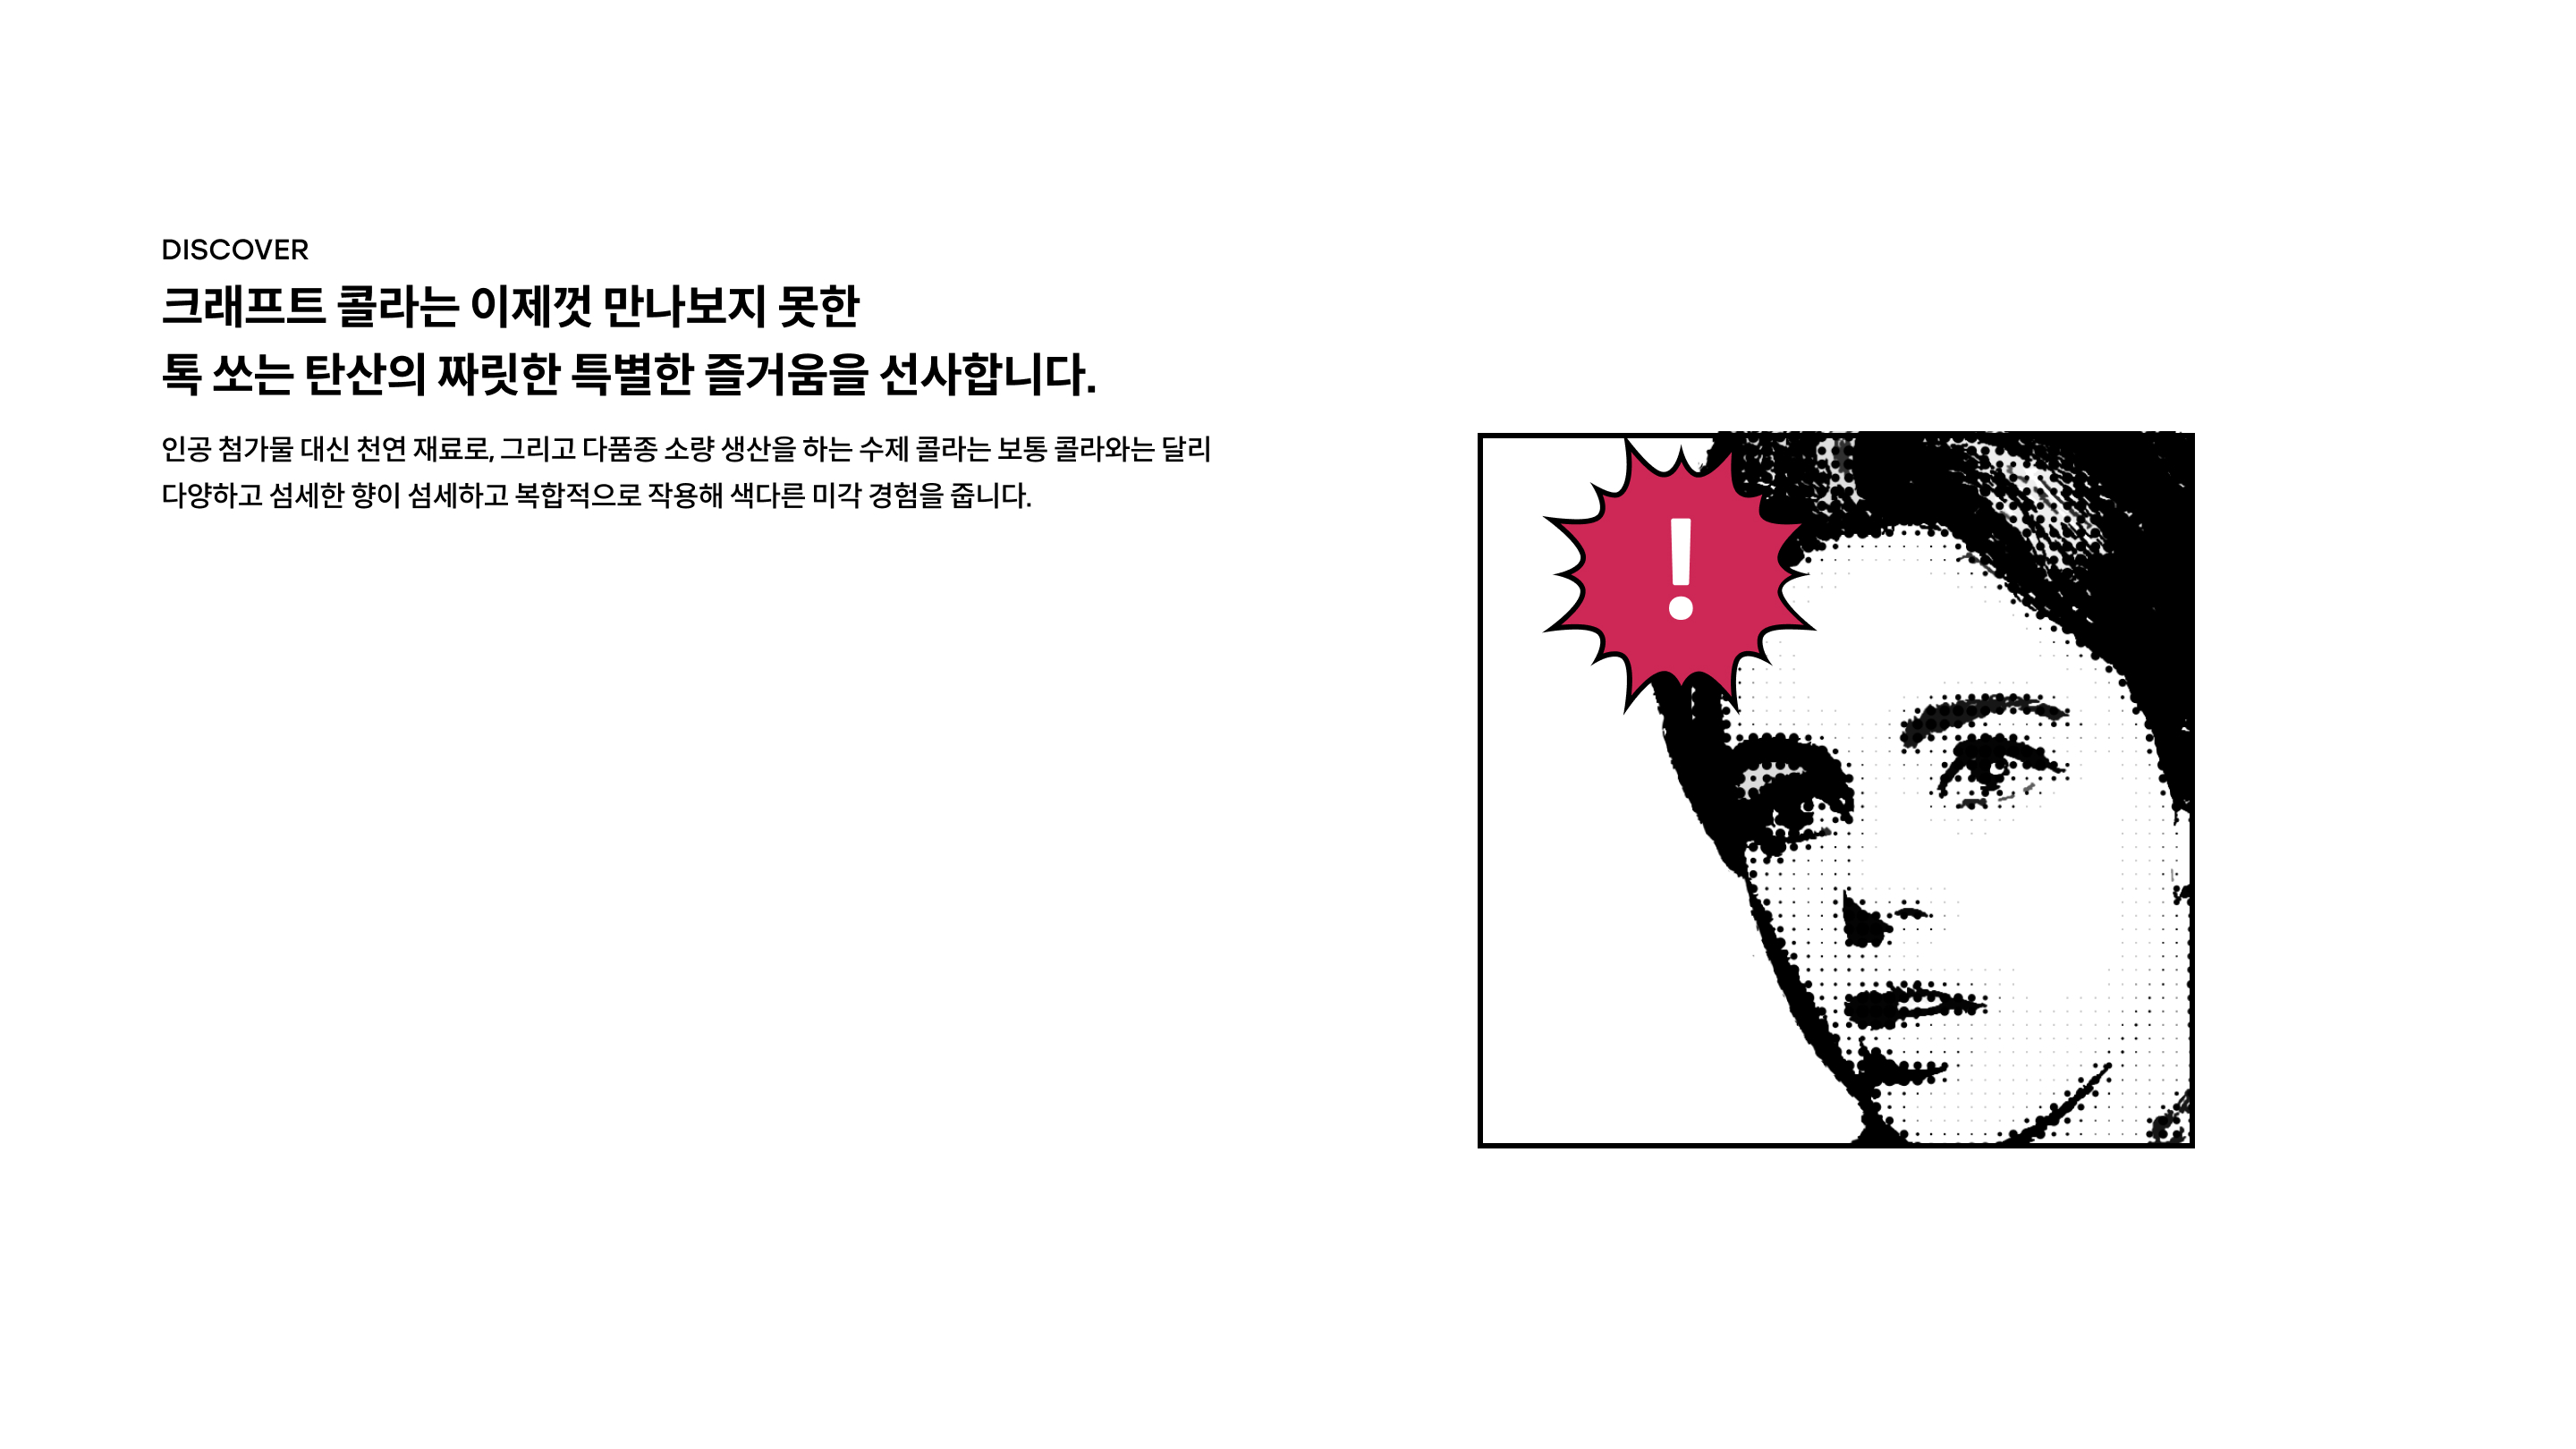 DISCOVER
크래프트 콜라는 이제껏 만나보지 못한
톡 쏘는 탄산의 짜릿한 특별한 즐거움을 선사합니다.
인공 첨가물 대신 천연 재료로, 그리고 다품종 소량 생산을 하는 수제 콜라는 보통 콜라와는 달리
다양하고 섬세한 향이 섬세하고 복합적으로 작용해 색다른 미각 경험을 줍니다.
!